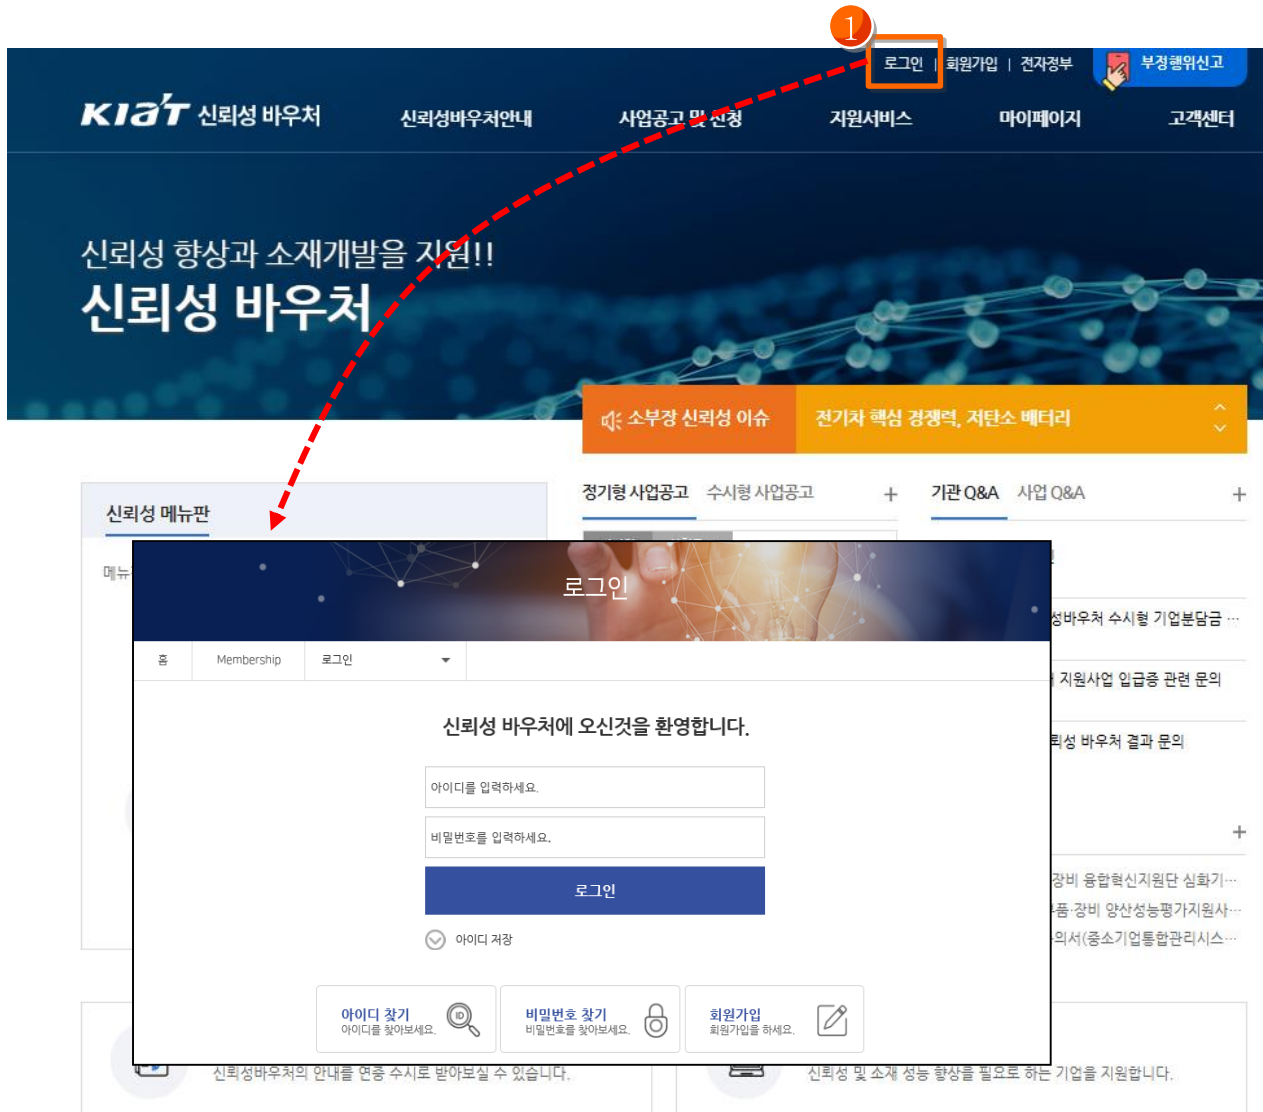 1
로그인 | 회원가입 | 전자정부 부정행위신고
KIAT 신뢰성 바우처 신뢰성바우처안내 사업공고 및 신청 지원서비스 마이페이지 고객센터
신뢰성 향상과 소재개발을 지원!!
신뢰성 바우처
소부장 신뢰성 이슈 전기차 핵심 경쟁력, 저탄소 배터리
정기형 사업공고 수시형 사업공고 + 기관 Q&A 사업 Q&A +
신뢰성 메뉴판
메뉴
로그인
성바우처 수시형 기업분담금 …
홈 Membership 로그인
지원사업 입급증 관련 문의
신뢰성 바우처에 오신것을 환영합니다.
뢰성 바우처 결과 문의
아이디를 입력하세요.
비밀번호를 입력하세요.
+
로그인
장비 융합혁신지원단 심화기…
품·장비 양산성능평가지원사…
아이디 저장
의서(중소기업통합관리시스…
아이디 찾기
아이디를 찾아보세요.
ID
비밀번호 찾기
비밀번호를 찾아보세요.
회원가입
회원가입을 하세요.
신뢰성바우처의 안내를 연중 수시로 받아보실 수 있습니다.
신뢰성 및 소재 성능 향상을 필요로 하는 기업을 지원합니다.